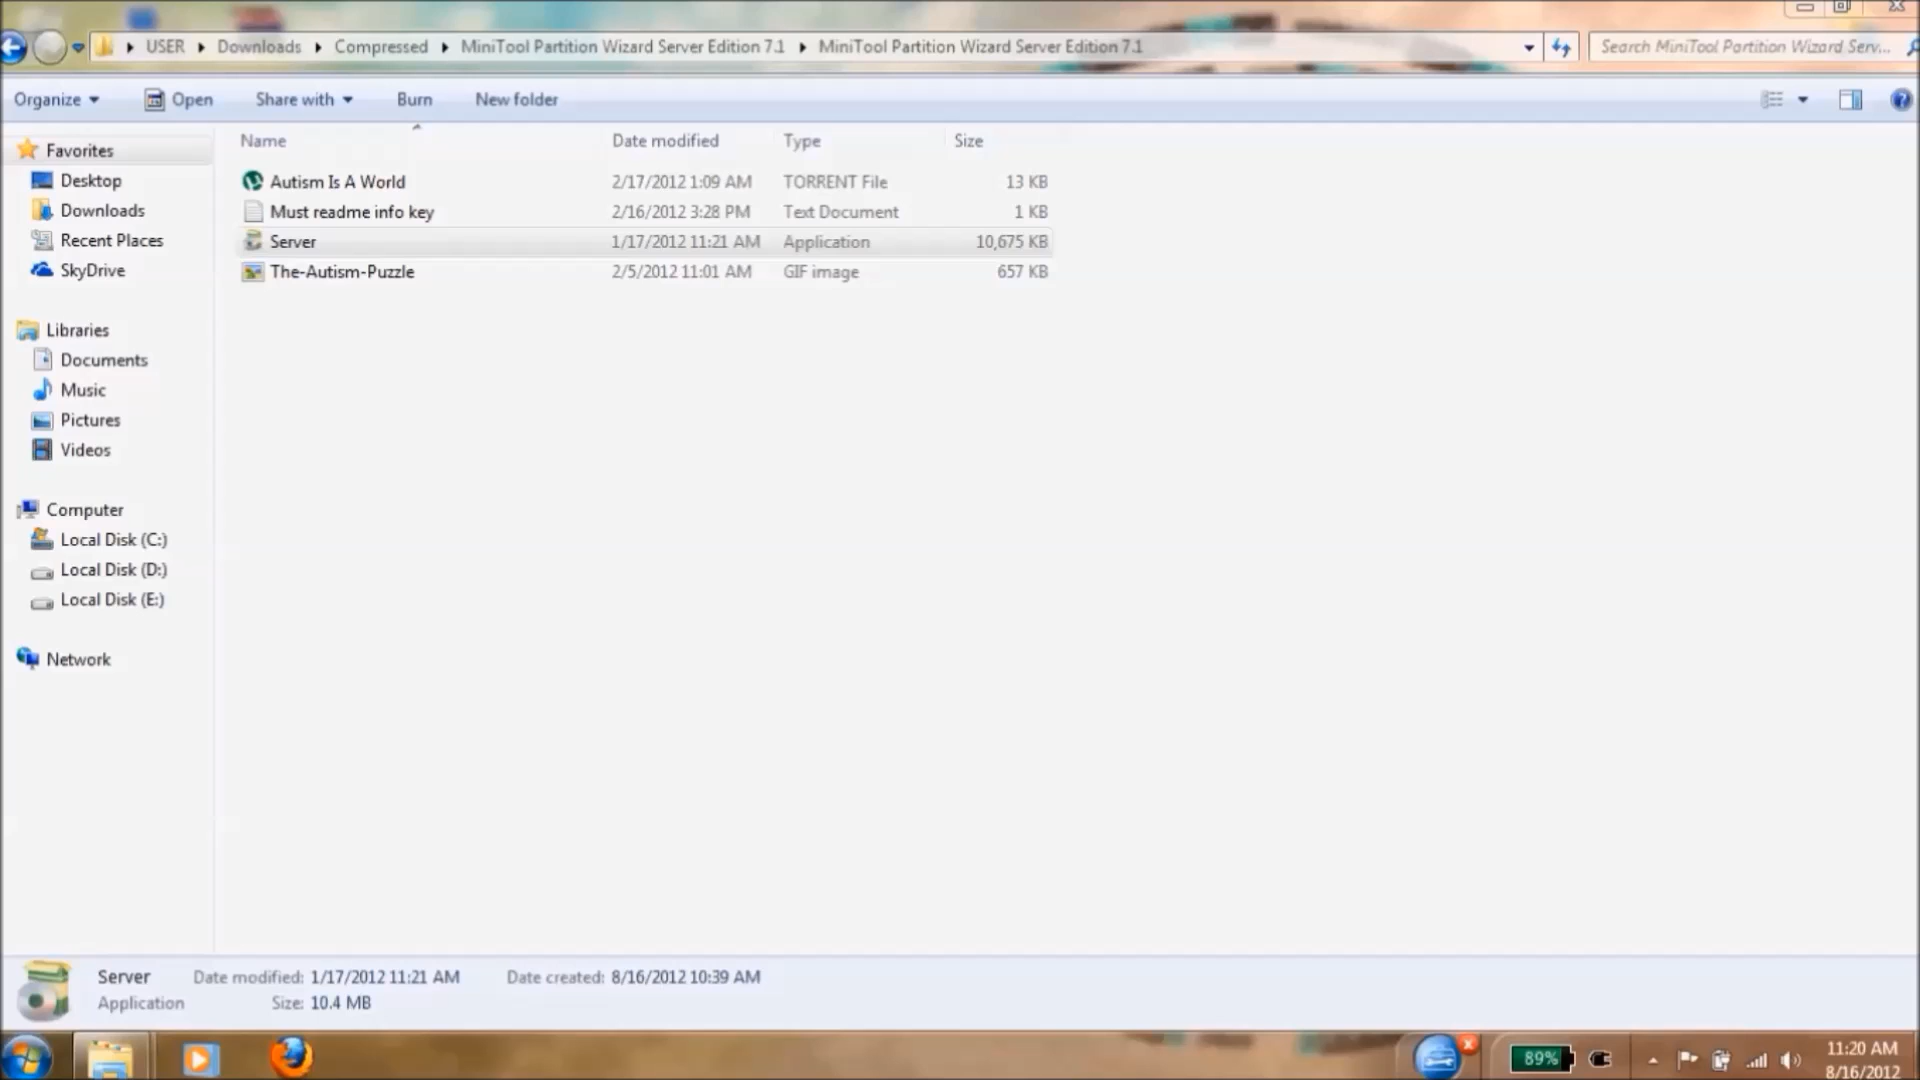 USER Downloads Compressed MiniTool Partition Wizard Server Edition 7.1 MiniTool Partition Wizard Server Edition 7.1 Search MiniTool Partition Wizard Serv...
Organize Open Share with Burn New folder
Name Date modified Type Size
Favorites
Desktop
Downloads
Recent Places
SkyDrive
Libraries
Documents
Music
Pictures
Videos
Computer
Local Disk (C:)
Local Disk (D:)
Local Disk (E:)
Network
Autism Is A World 2/17/2012 1:09 AM TORRENT File 13 KB
Must readme info key 2/16/2012 3:28 PM Text Document 1 KB
Server 1/17/2012 11:21 AM Application 10,675 KB
The-Autism-Puzzle 2/5/2012 11:01 AM GIF image 657 KB
Server Date modified: 1/17/2012 11:21 AM Date created: 8/16/2012 10:39 AM
Application Size: 10.4 MB
89% 11:20 AM
8/16/2012